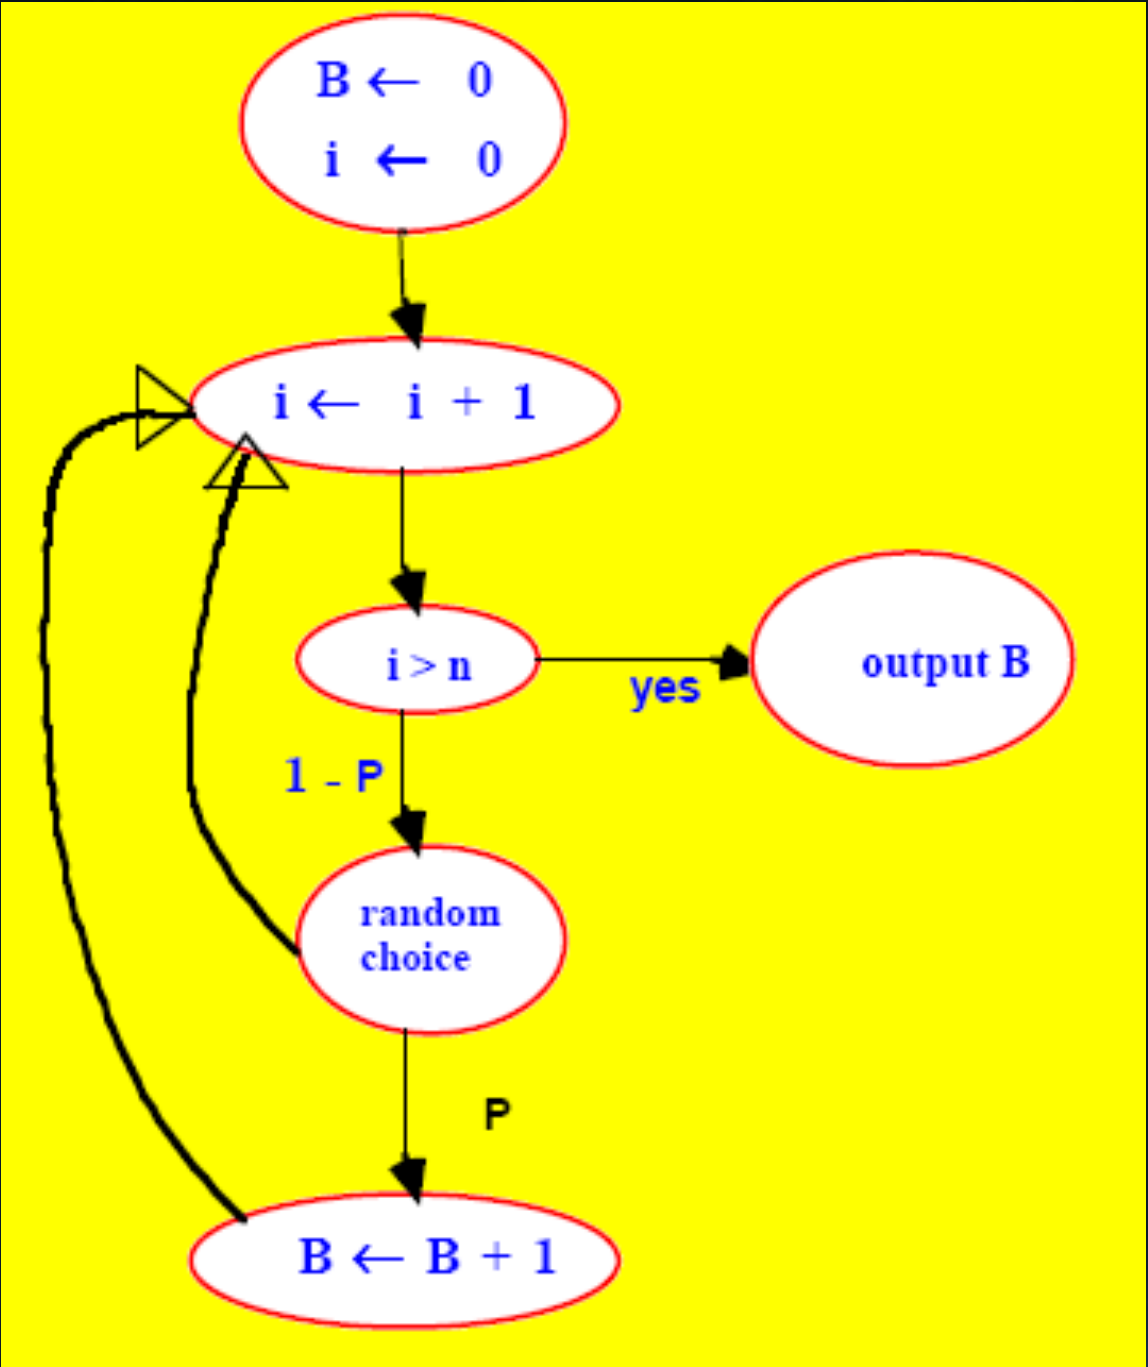 B ← 0
i ← 0
i ← i + 1
i > n
yes
output B
1 - P
random
choice
P
B ← B + 1